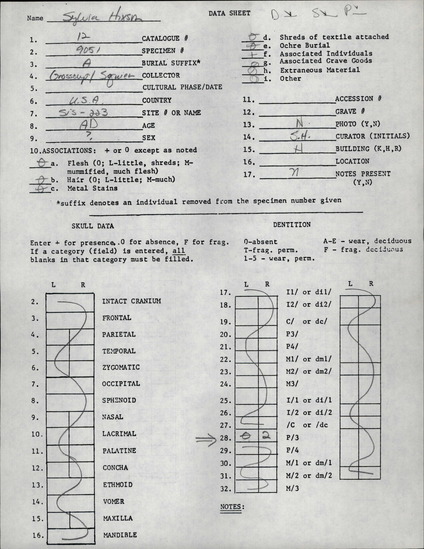 NAME Sylvia Hixson DATA SHEET
1. 12 CATALOGUE #
2. 9051 SPECIMEN #
3. A BURIAL SUFFIX*
4. COLLECTOR
5. CULTURAL PHASE/DATE
6. U.S.A COUNTRY
7. SIS-223 SITE # OR NAME
8. AD AGE
9. ? SEX
10. ASSOCIATIONS: + or 0 except as noted
0 a. Flesh (0; L-little, shreds; M-
mummified, much flesh)
0 b. Hair (0; L-little; M-much)
0 c. Metal Stains
d. Shreds of textile attached
e. Ochre Burial
f. Associated Individuals
g. Associated Grave Goods
h. Extraneous Material
i. Other
11. ACCESSION #
12. GRAVE #
13. N PHOTO (Y,N)
14. S.H. CURATOR (INITIALS)
15. H BUILDING (K,H,R)
16. LOCATION
17. n NOTES PRESENT
(Y,N)
*suffix denotes an individual removed from the specimen number given
SKULL DATA
Enter + for presence, 0 for absence, F for frag.
If a category (field) is entered, all
blanks in that category must be filled.
DENTITION
0-absent A-E - wear, deciduous
T-frag. perm. F - frag. deciduous
1-5 - wear, perm.
L R
2. INTACT CRANIUM
3. FRONTAL
4. PARIETAL
5. TEMPORAL
6. ZYGOMATIC
7. OCCIPITAL
8. SPHENOID
9. NASAL
10. LACRIMAL
11. PALATINE
12. CONCHA
13. ETHMOID
14. VOMER
15. MAXILLA
16. MANDIBLE
L R
17. I1/ or di1/
18. I2/ or di2/
19. C/ or dc/
20. P3/
21. P4/
22. M1/ or dm1/
23. M2/ or dm2/
24. M3/
25. I/1 or di/1
26. I/2 or di/2
27. /C or /dc
28. 0 2 P/3
29. P/4
30. M/1 or dm/1
31. M/2 or dm/2
32. M/3
L R
NOTES: